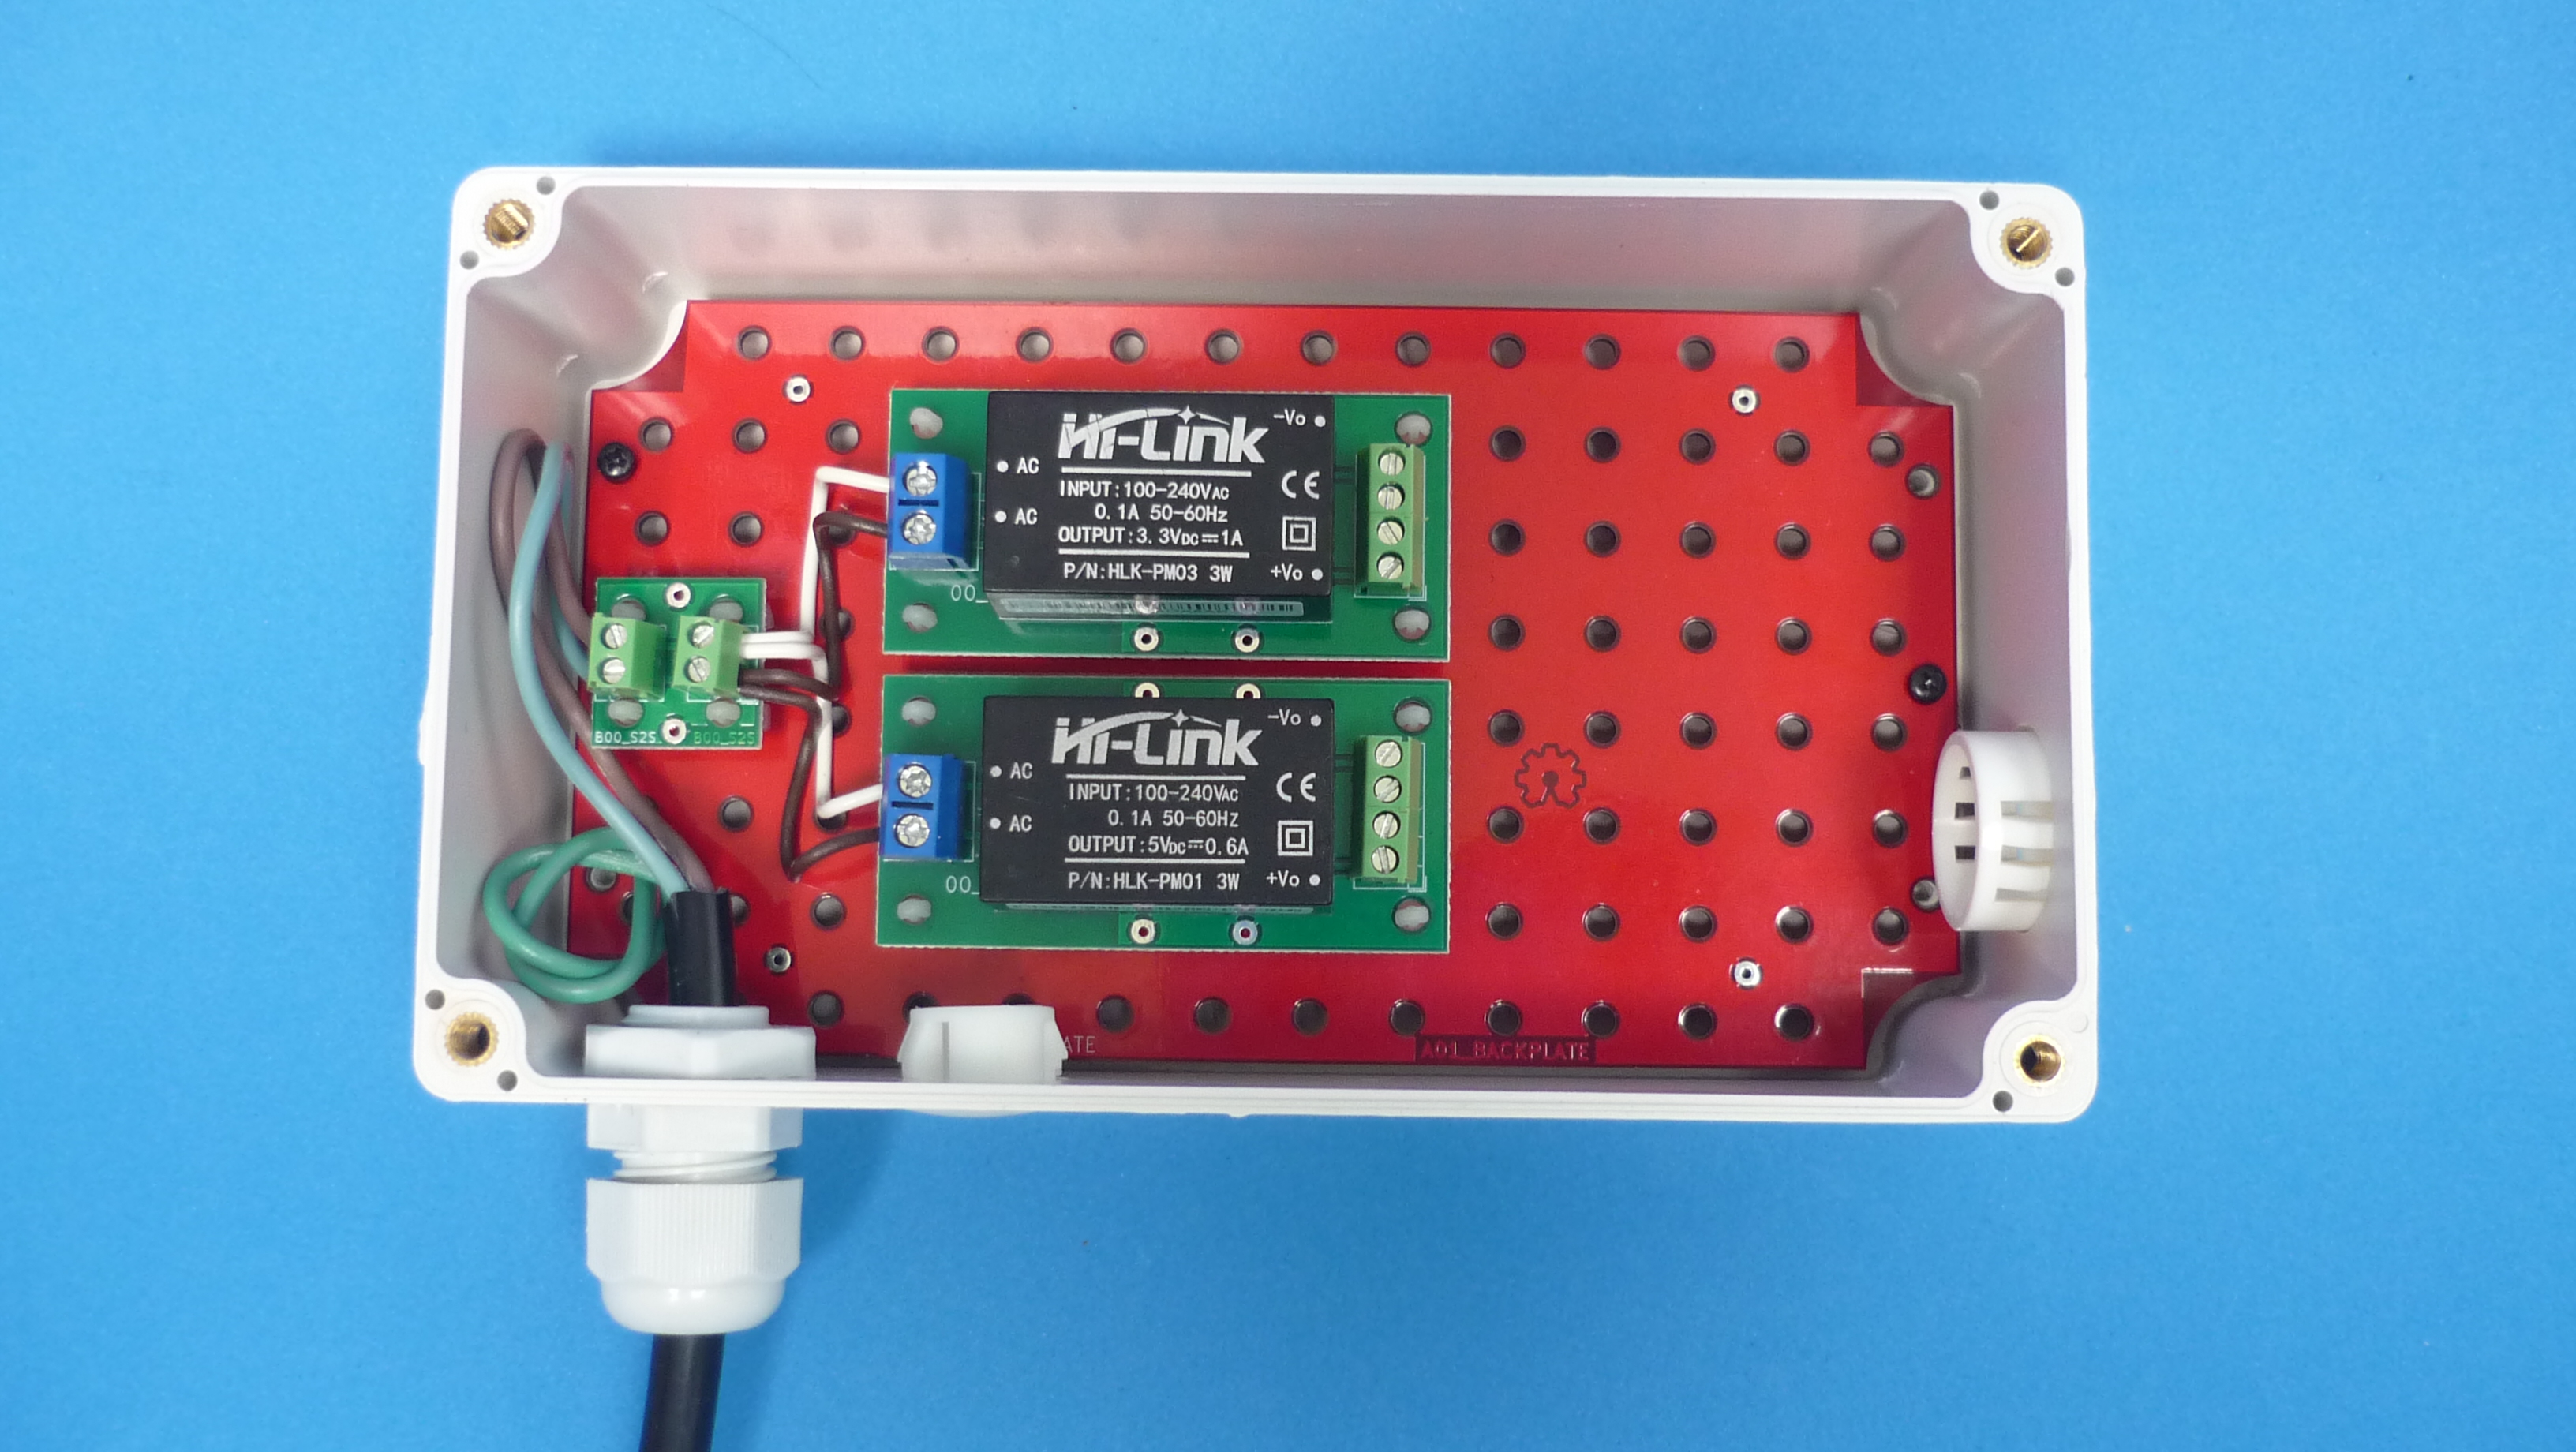 Hi-Link
-Vo
AC
INPUT:100-240VAC
CE
AC
0.1A 50-60Hz
OUTPUT:3.3VDC⎓1A
P/N:HLK-PM03 3W
+Vo
00_
Hi-Link
-Vo
AC
INPUT:100-240VAC
CE
AC
0.1A 50-60Hz
OUTPUT:5VDC⎓0.6A
P/N:HLK-PM01 3W
+Vo
00_
B00_S2S
B00_S2S
ATE
A01_BACKPLATE